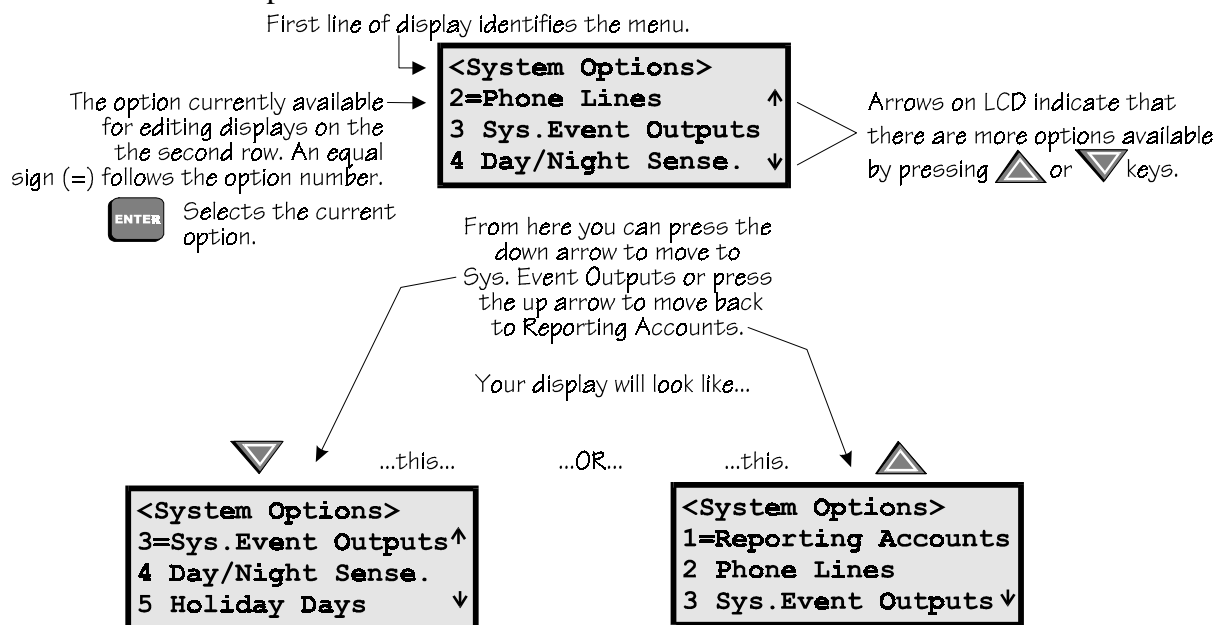 First line of display identifies the menu.
<System Options>
2=Phone Lines ↑
3 Sys.Event Outputs
4 Day/Night Sense. ↓
The option currently available
for editing displays on the
the second row. An equal
sign (=) follows the option number.
ENTER Selects the current
option.
Arrows on LCD indicate that
there are more options available
by pressing or keys.
From here you can press the
down arrow to move to
Sys. Event Outputs or press
the up arrow to move back
to Reporting Accounts.
Your display will look like...
...this... ...OR... ...this.
<System Options>
3=Sys.Event Outputs↑
4 Day/Night Sense.
5 Holiday Days ↓
<System Options>
1=Reporting Accounts
2 Phone Lines
3 Sys.Event Outputs↓